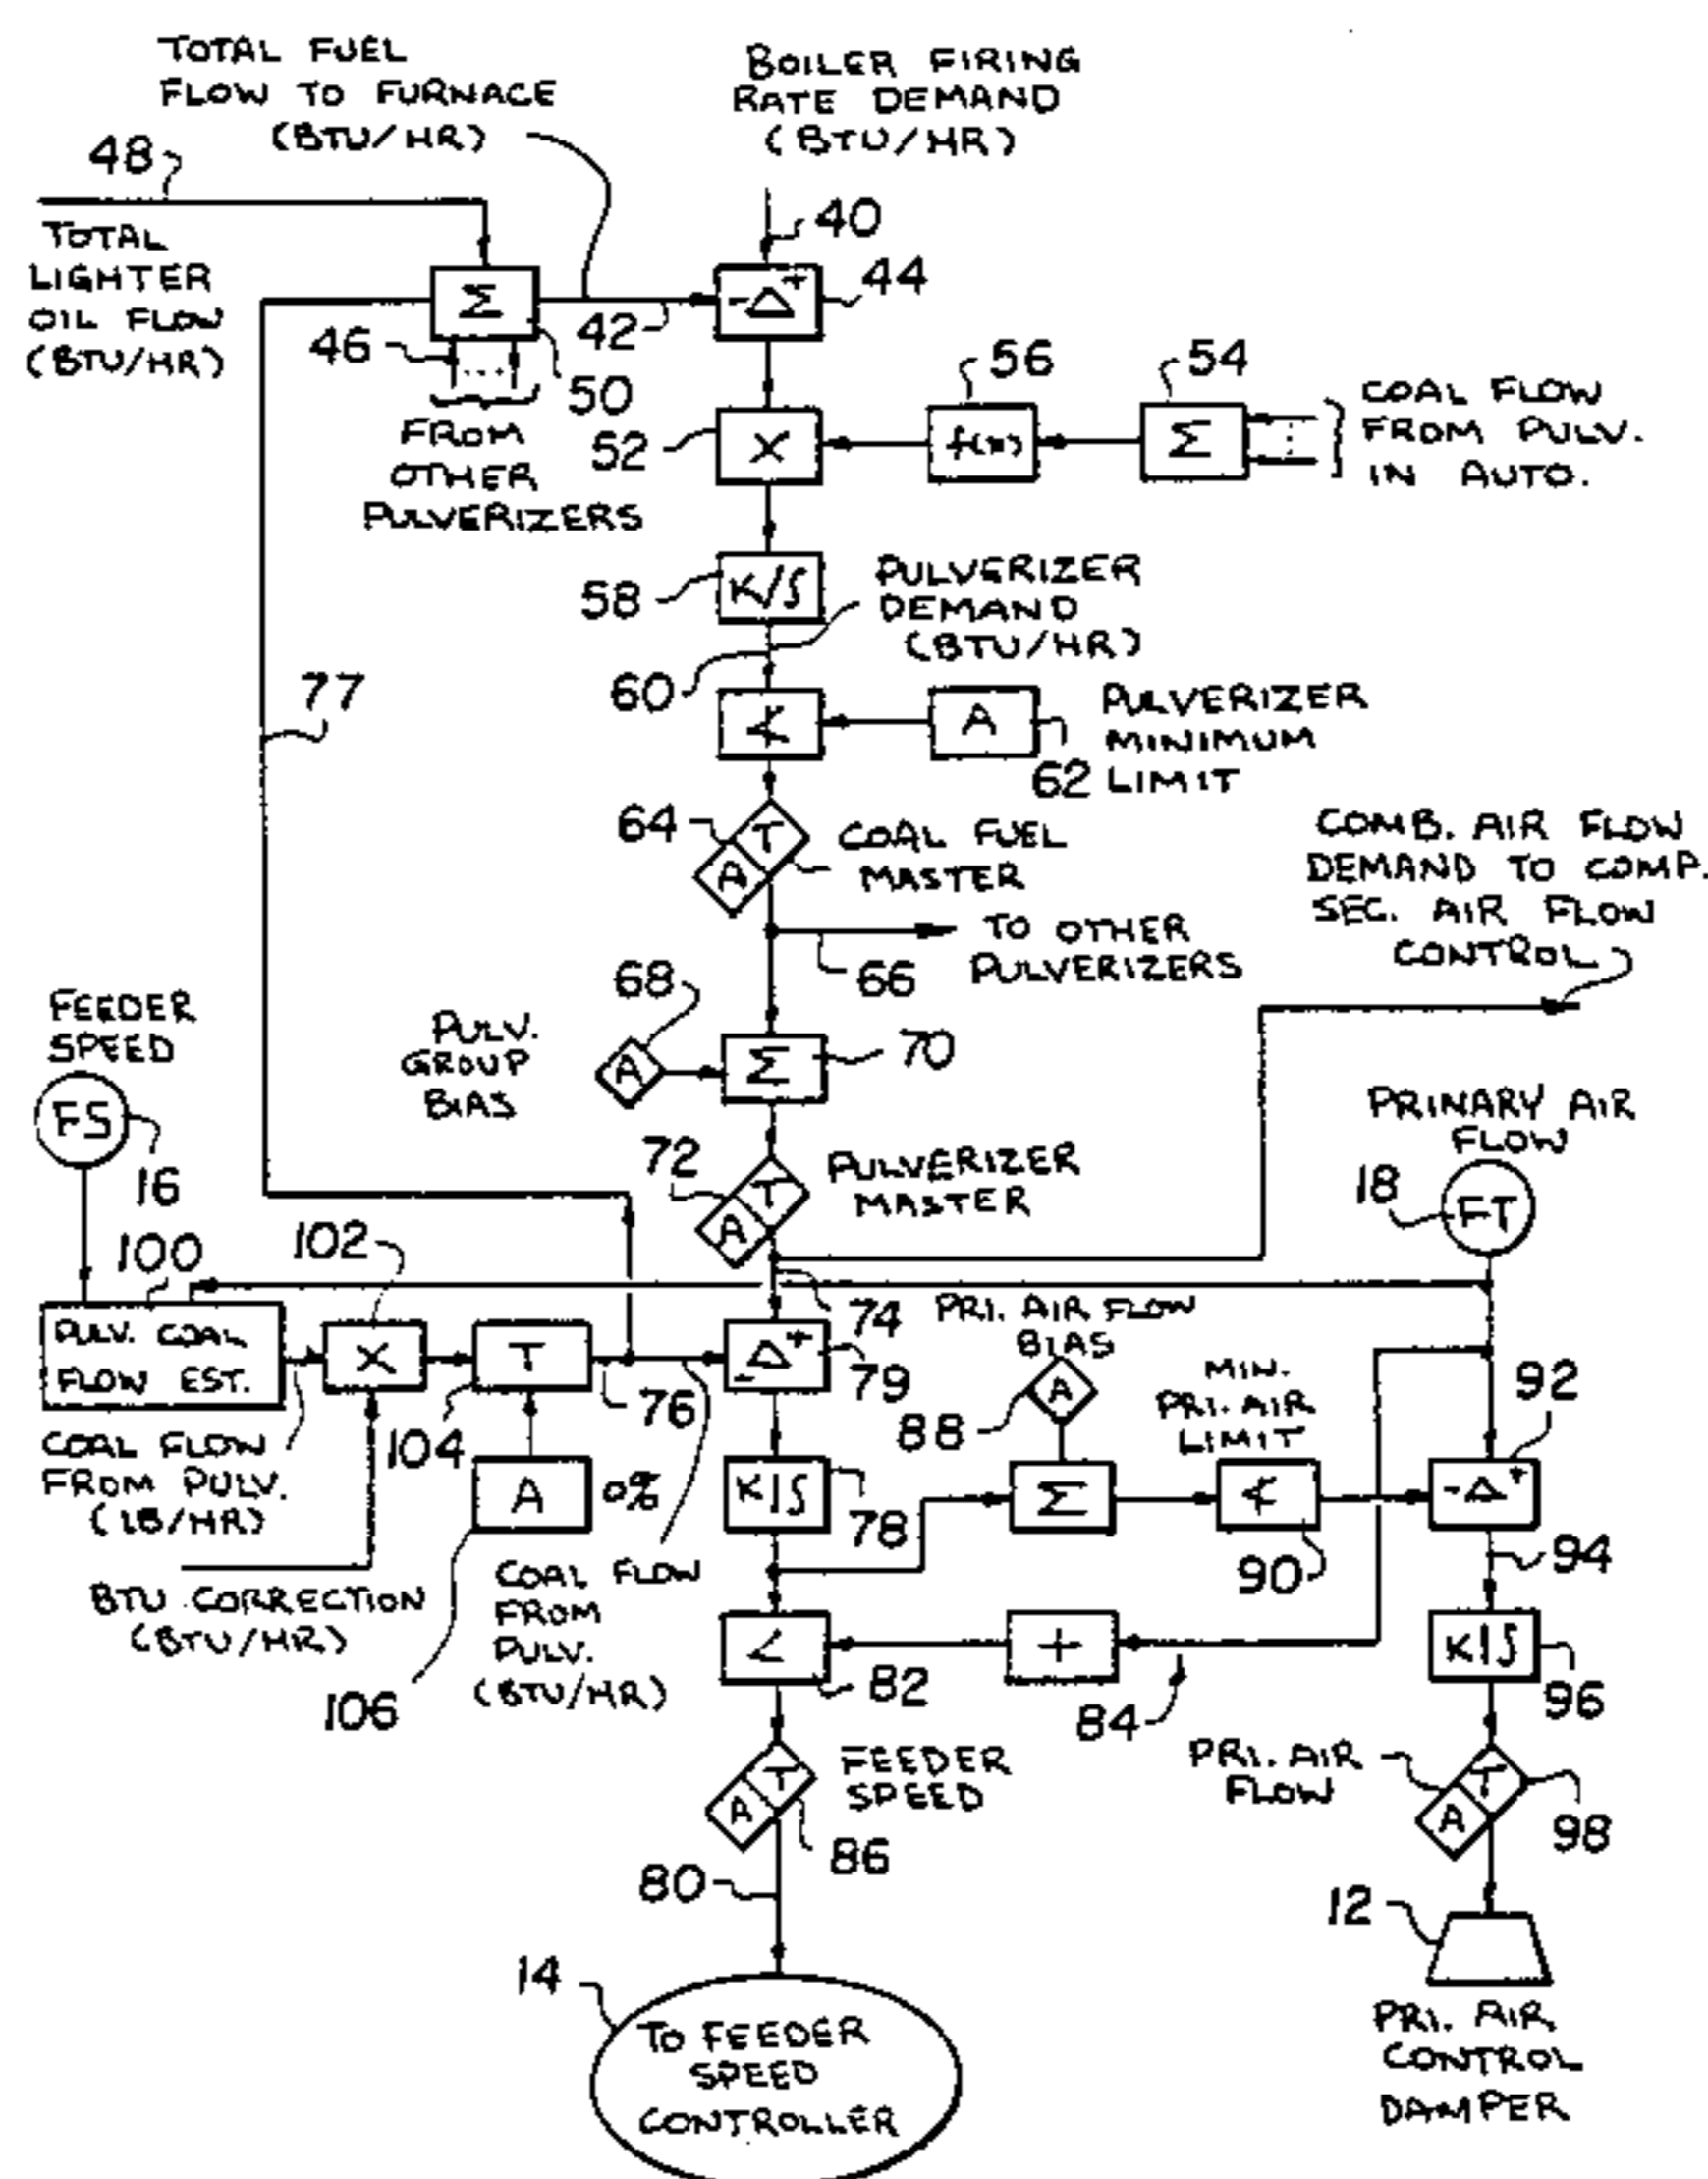 TOTAL FUEL
FLOW TO FURNACE
(BTU/HR)
BOILER FIRING
RATE DEMAND
(BTU/HR)
48
TOTAL
LIGHTER
OIL FLOW
(BTU/HR)
40
Σ
-Δ+
44
42
46
50
FROM
OTHER
PULVERIZERS
56
54
52
X
f(x)
Σ
COAL FLOW
FROM PULV.
IN AUTO.
58
K/∫
PULVERIZER
DEMAND
(BTU/HR)
60
77
≮
A
62
PULVERIZER
MINIMUM
LIMIT
64
T
A
COAL FUEL
MASTER
66
TO OTHER
PULVERIZERS
COMB. AIR FLOW
DEMAND TO COMP.
SEC. AIR FLOW
CONTROL
68
PULV.
GROUP
BIAS
A
Σ
70
FEEDER
SPEED
FS
16
72
T
A
PULVERIZER
MASTER
PRIMARY AIR
FLOW
18
FT
100
102
PULV. COAL
FLOW EST.
X
T
76
74
-Δ+
79
PRI. AIR FLOW
BIAS
A
88
MIN.
PRI. AIR
LIMIT
92
COAL FLOW
FROM PULV.
(LB/HR)
104
A
0%
K|∫
78
Σ
≮
90
-Δ+
94
BTU CORRECTION
(BTU/HR)
106
COAL FLOW
FROM
PULV.
(BTU/HR)
<
82
+
84
K|∫
96
T
A
FEEDER
SPEED
86
PRI. AIR
FLOW
T
A
98
80
12
14
TO FEEDER
SPEED
CONTROLLER
PRI. AIR
CONTROL
DAMPER